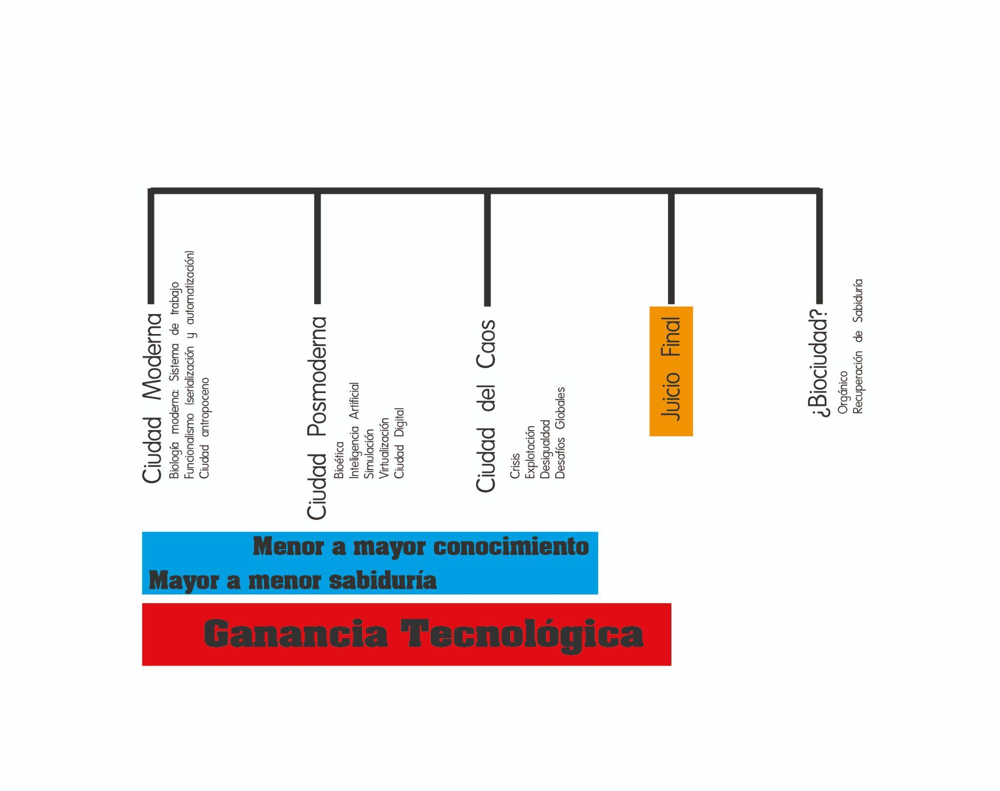 Ciudad Moderna
Biología moderna: Sistema de trabajo
Funcionalismo (serialización y automatización)
Ciudad antropoceno
Ciudad Posmoderna
Bioética
Inteligencia Artificial
Simulación
Virtualización
Ciudad Digital
Ciudad del Caos
Crisis
Explotación
Desigualdad
Desafíos Globales
Juicio Final
¿Biociudad?
Orgánico
Recuperación de Sabiduría
Menor a mayor conocimiento
Mayor a menor sabiduría
Ganancia Tecnológica